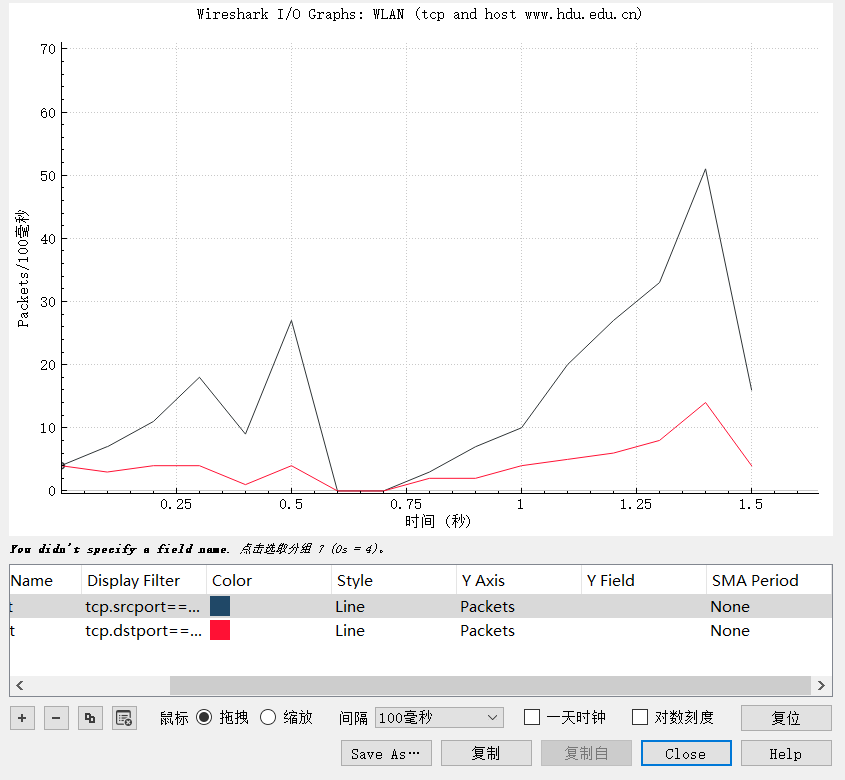 Wireshark I/O Graphs: WLAN (tcp and host www.hdu.edu.cn)
Packets/100毫秒
70
60
50
40
30
20
10
0
0.25 0.5 0.75 1 1.25 1.5
时间 (秒)
You didn't specify a field name. 点击选取分组 7 (0s = 4)。
Name Display Filter Color Style Y Axis Y Field SMA Period
t tcp.srcport==... Line Packets None
t tcp.dstport==... Line Packets None
鼠标 拖拽 缩放 间隔 100毫秒 一天时钟 对数刻度 复位
Save As… 复制 复制自 Close Help